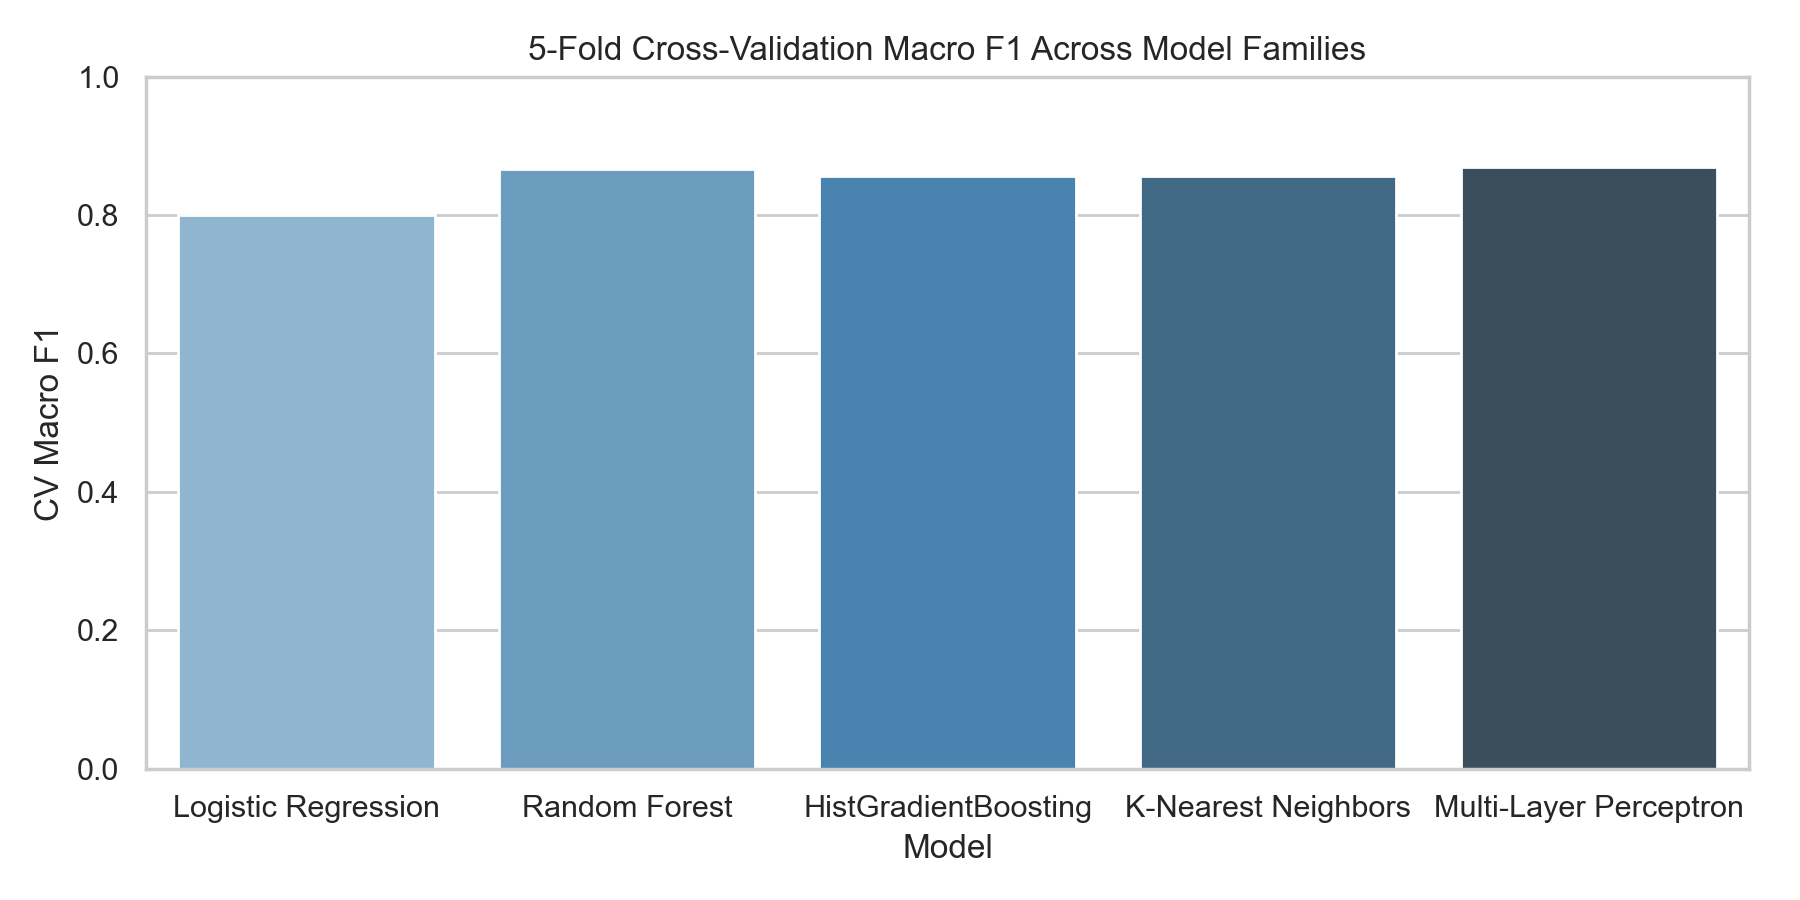 5-Fold Cross-Validation Macro F1 Across Model Families
1.0
0.8
0.6
0.4
0.2
0.0
CV Macro F1
Logistic Regression
Random Forest
HistGradientBoosting
K-Nearest Neighbors
Multi-Layer Perceptron
Model